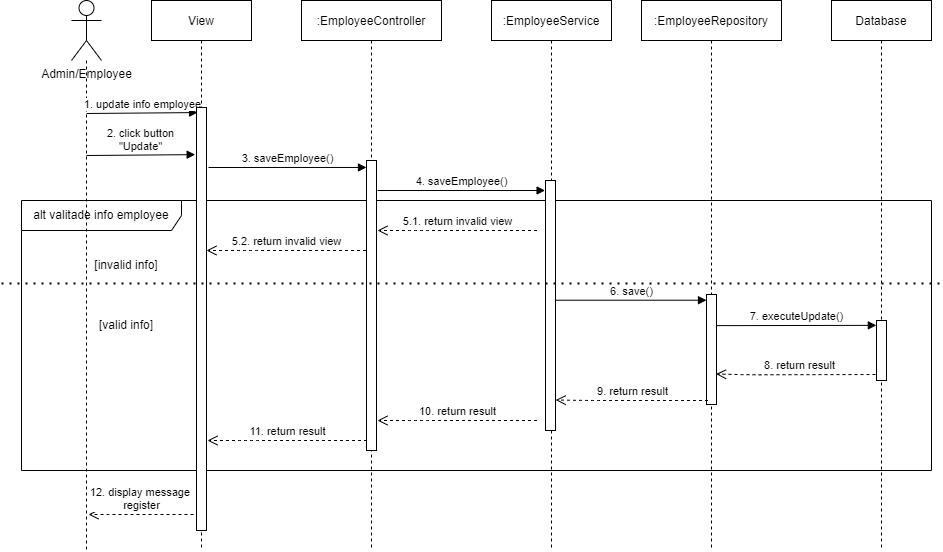 View
:EmployeeController
:EmployeeService
:EmployeeRepository
Database
Admin/Employee
1. update info employee
2. click button
"Update"
3. saveEmployee()
4. saveEmployee()
alt valitade info employee
5.1. return invalid view
5.2. return invalid view
[invalid info]
6. save()
[valid info]
7. executeUpdate()
8. return result
9. return result
10. return result
11. return result
12. display message
register